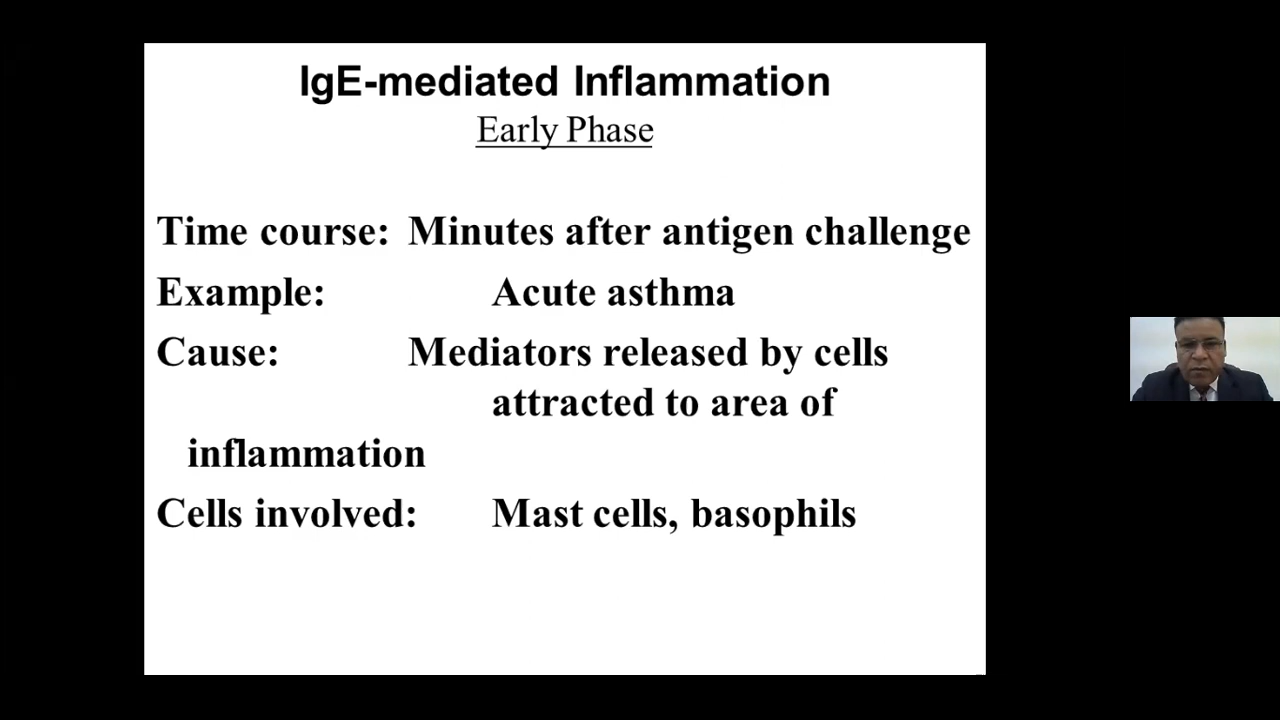 IgE-mediated Inflammation
Early Phase
Time course: Minutes after antigen challenge
Example: Acute asthma
Cause: Mediators released by cells
attracted to area of
inflammation
Cells involved: Mast cells, basophils